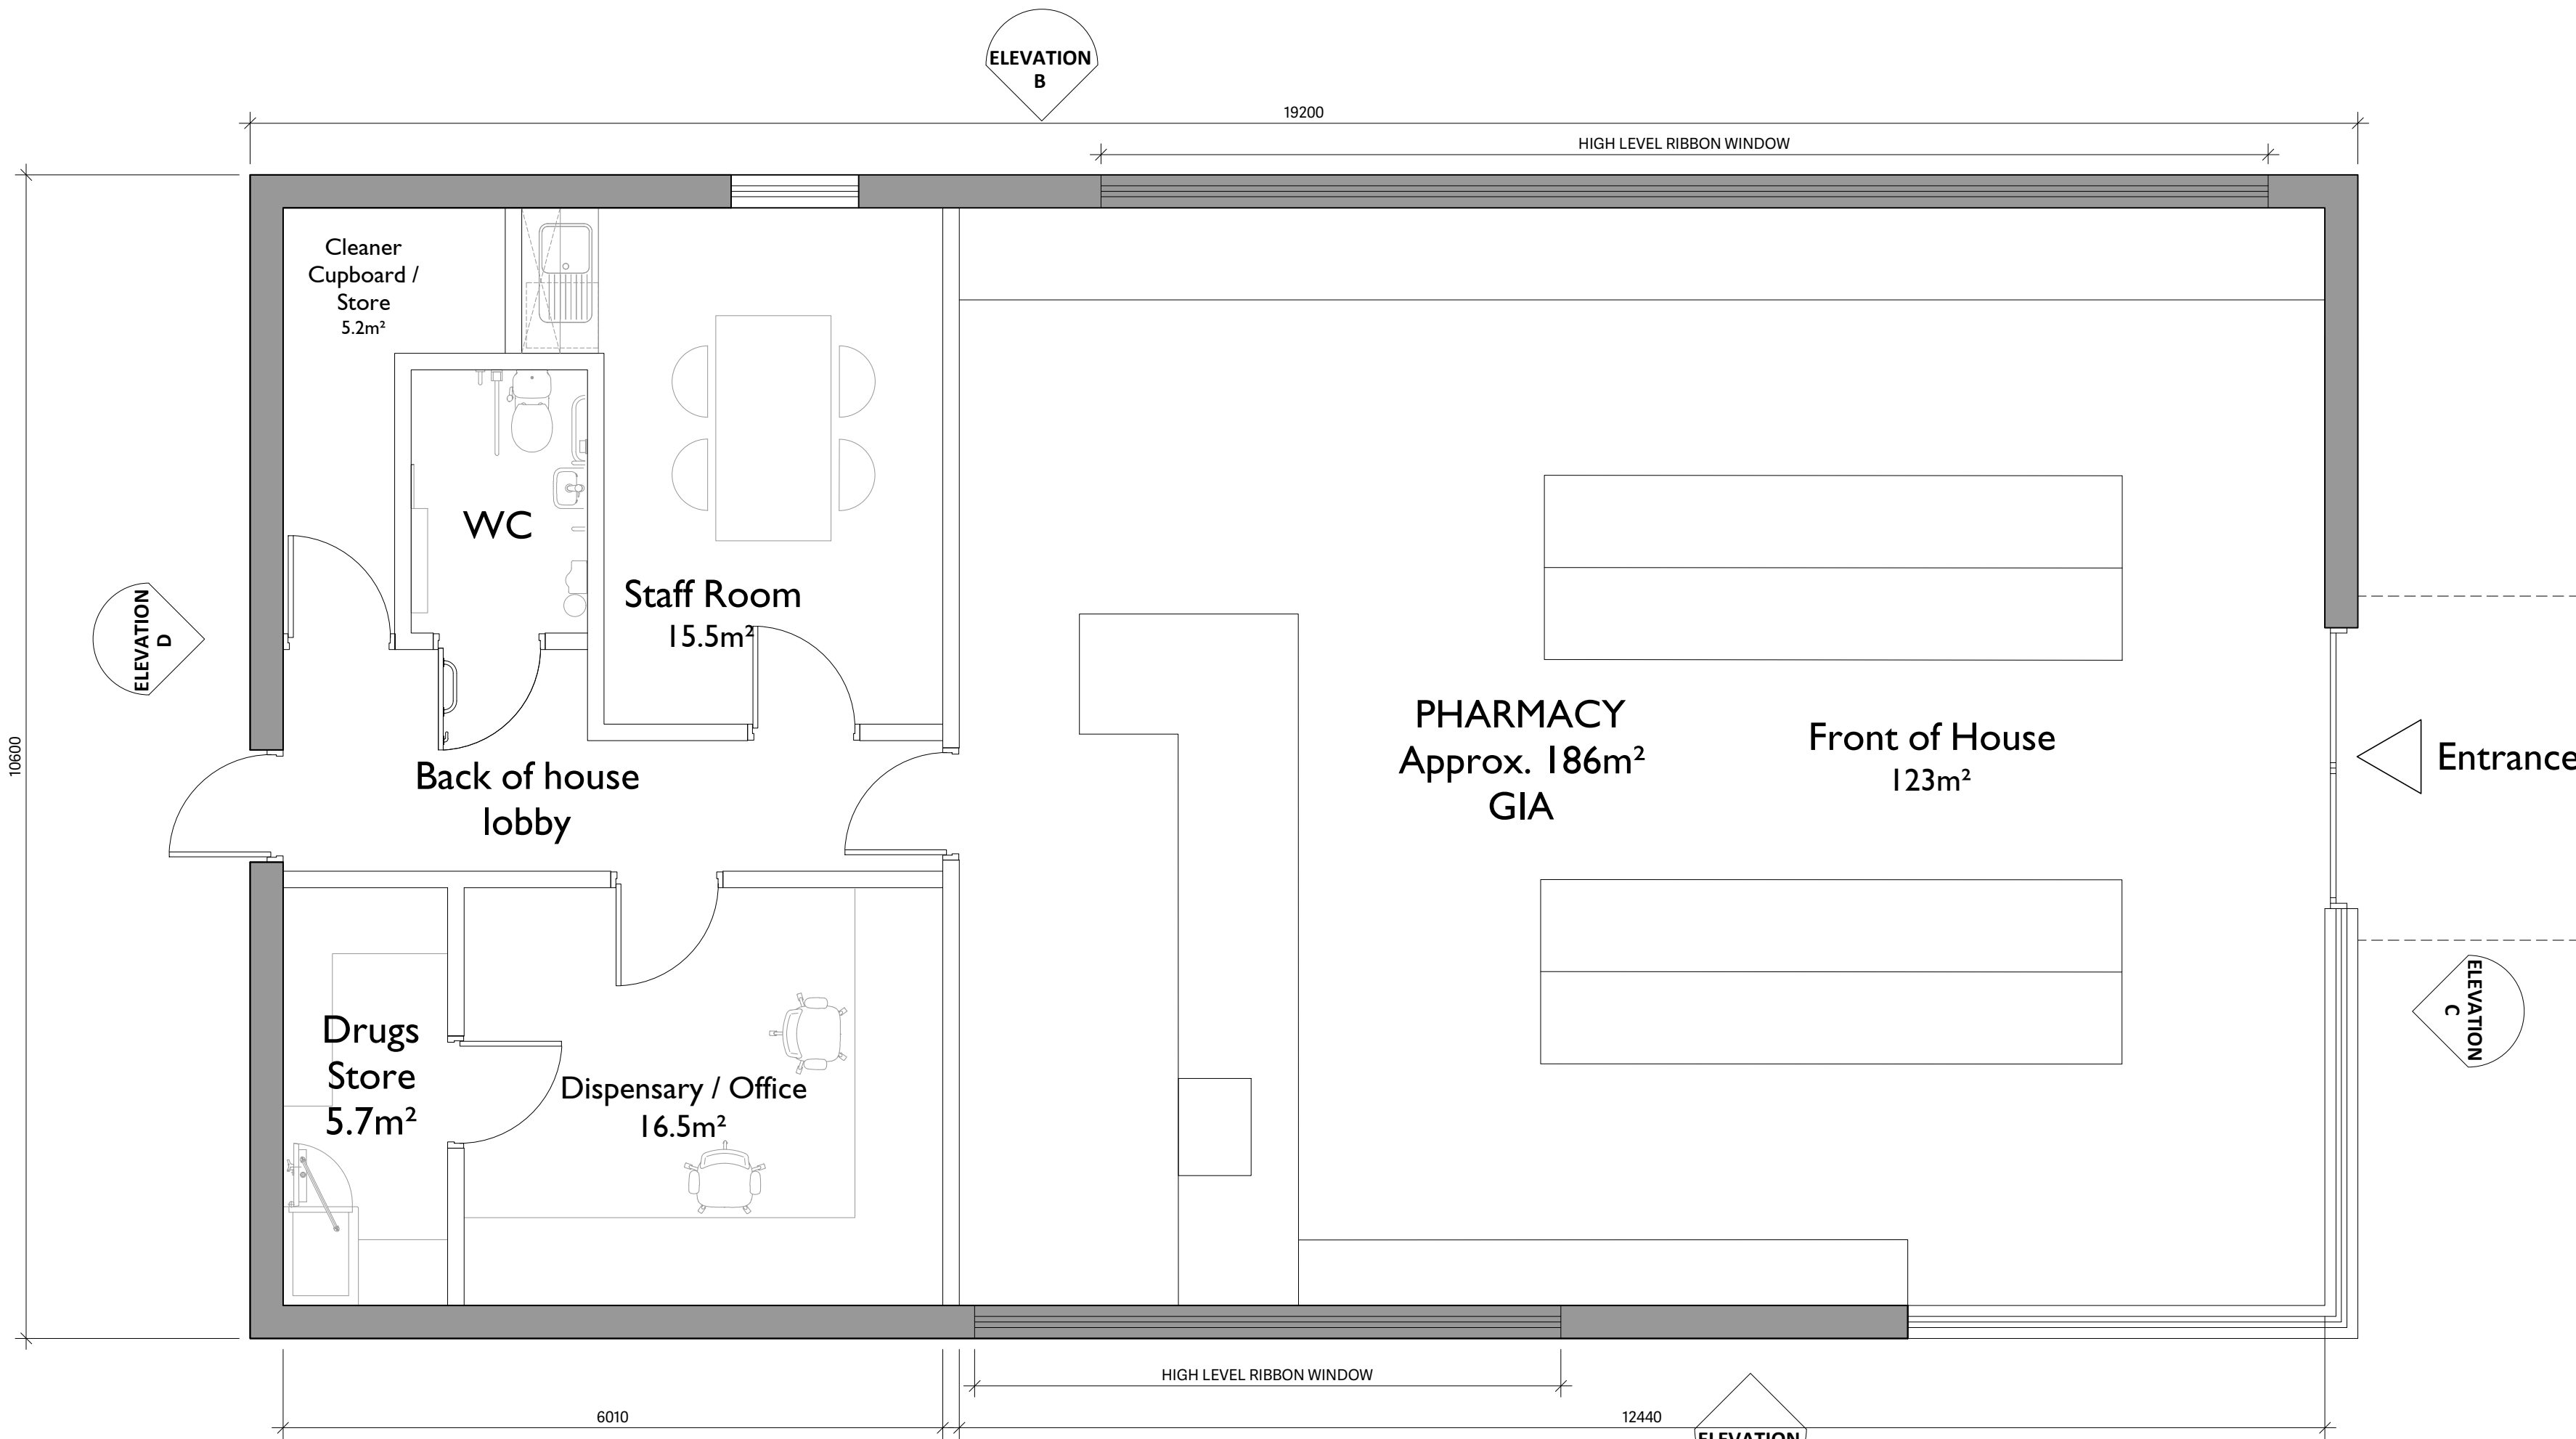 ELEVATION
B
19200
HIGH LEVEL RIBBON WINDOW
Cleaner
Cupboard /
Store
5.2m²
WC
Staff Room
15.5m²
ELEVATION
D
10600
PHARMACY
Approx. 186m²
GIA
Front of House
123m²
Entrance
Back of house
lobby
ELEVATION
C
Drugs
Store
5.7m²
Dispensary / Office
16.5m²
HIGH LEVEL RIBBON WINDOW
6010
12440
ELEVATION